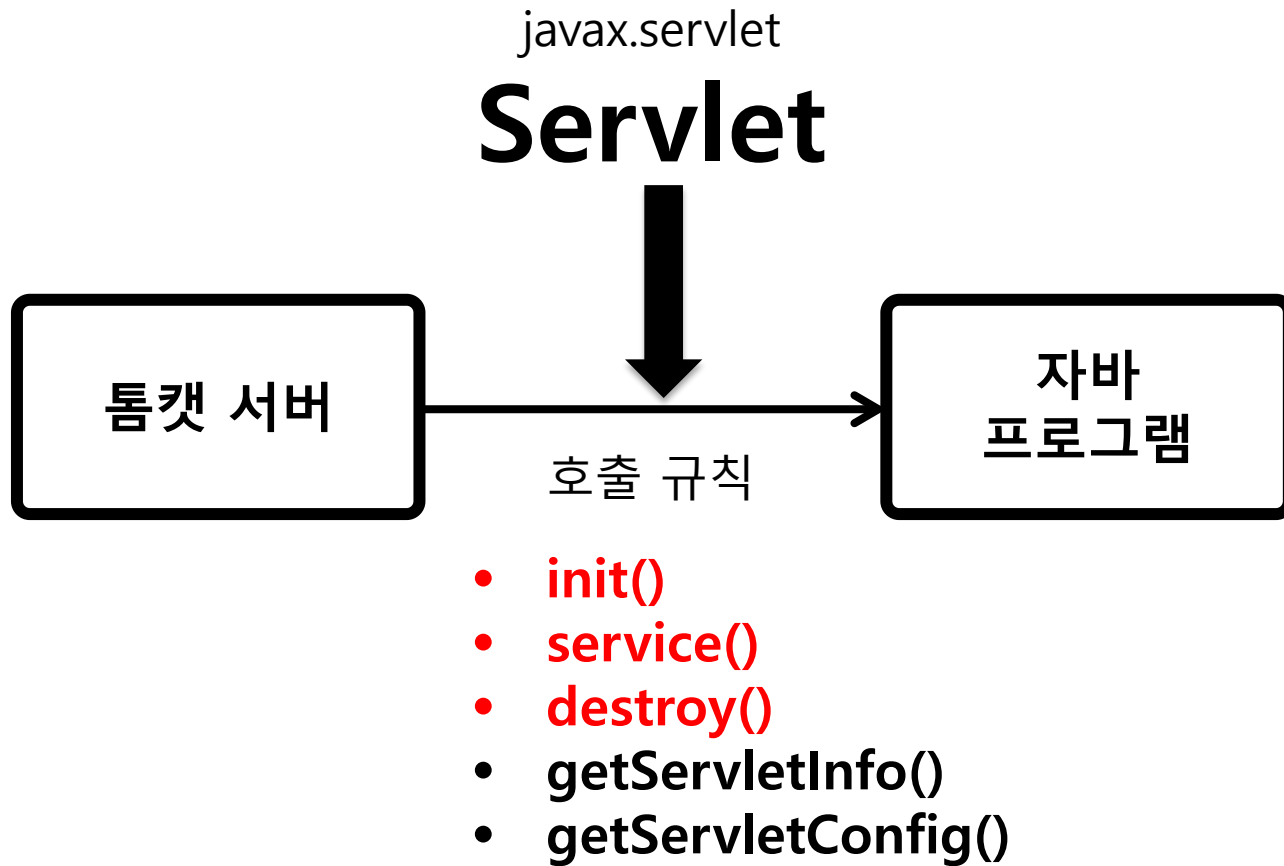 javax.servlet
Servlet
톰캣 서버
자바
프로그램
호출 규칙
• init()
• service()
• destroy()
• getServletInfo()
• getServletConfig()